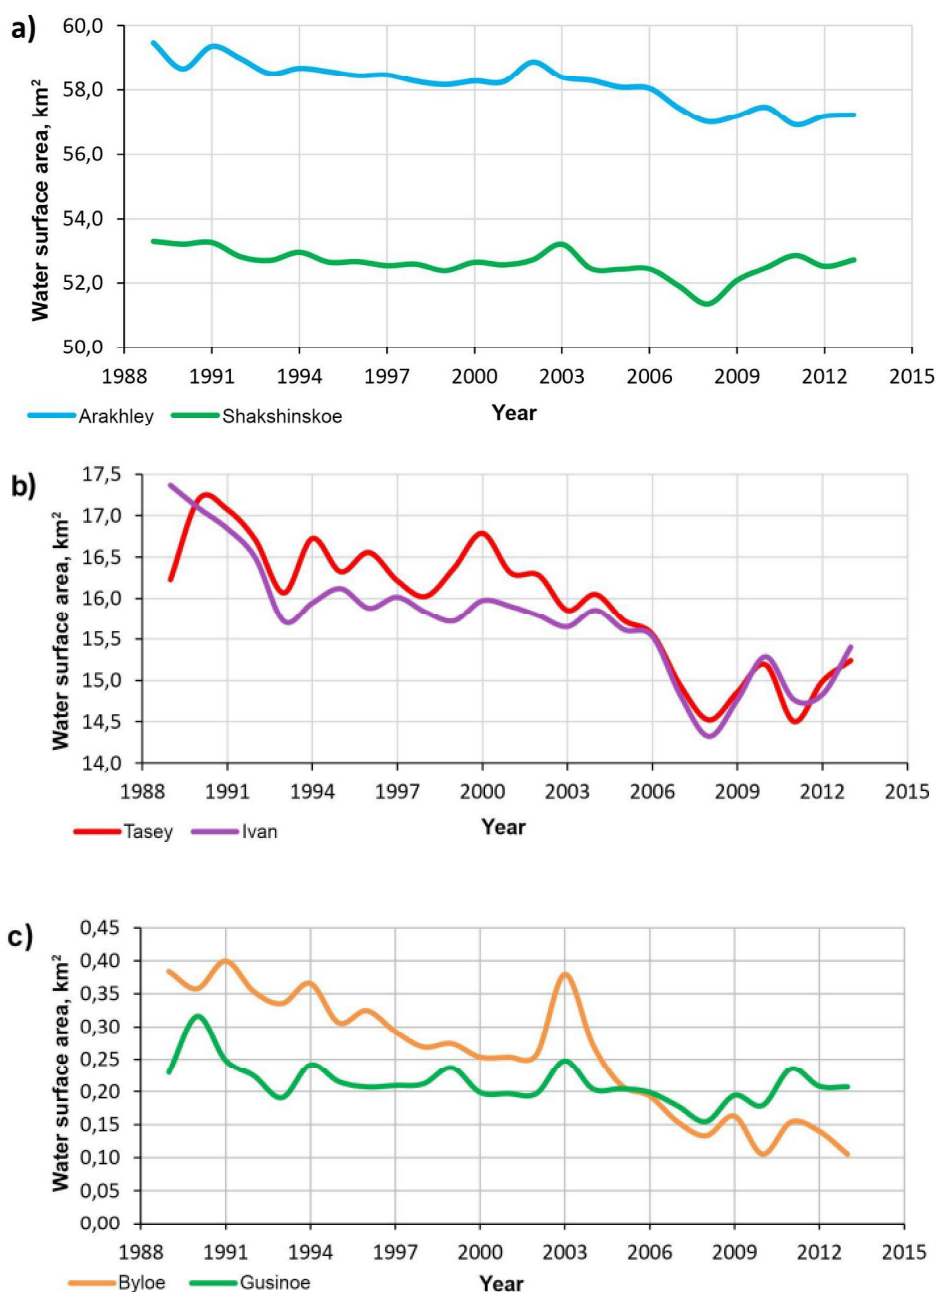 a)
Water surface area, km²
60,0
58,0
56,0
54,0
52,0
50,0
1988 1991 1994 1997 2000 2003 2006 2009 2012 2015
Year
Arakhley Shakshinskoe
b)
Water surface area, km²
17,5
17,0
16,5
16,0
15,5
15,0
14,5
14,0
1988 1991 1994 1997 2000 2003 2006 2009 2012 2015
Year
Tasey Ivan
c)
Water surface area, km²
0,45
0,40
0,35
0,30
0,25
0,20
0,15
0,10
0,05
0,00
1988 1991 1994 1997 2000 2003 2006 2009 2012 2015
Year
Byloe Gusinoe